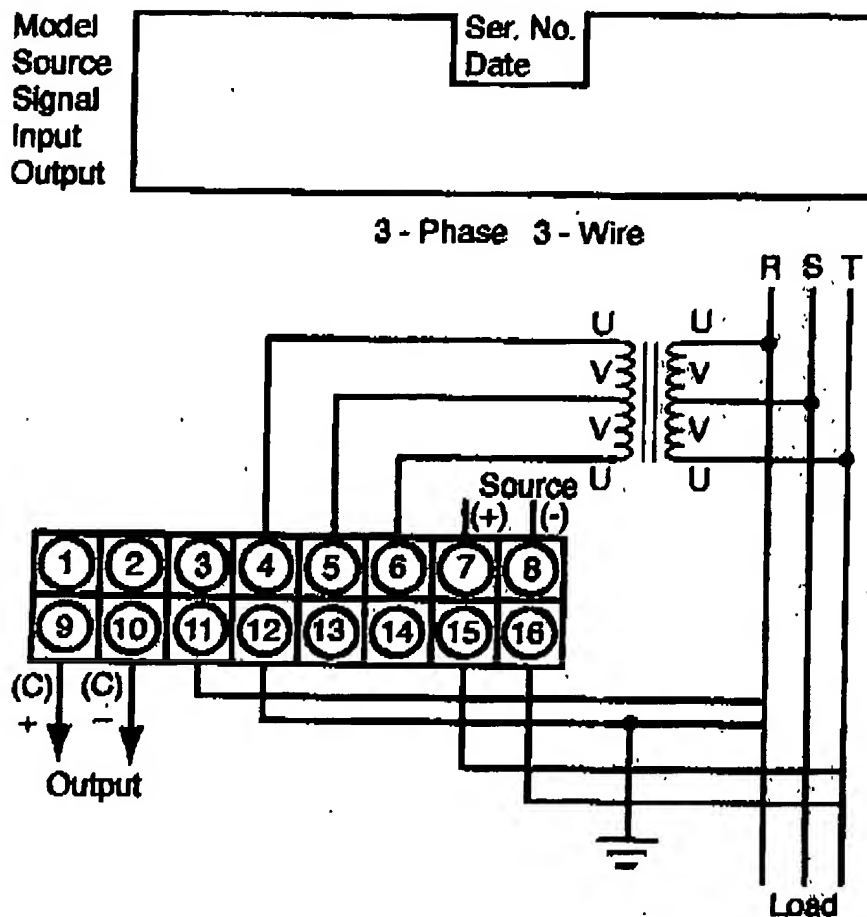 Model
Source
Signal
Input
Output
Ser. No.
Date
3 - Phase 3 - Wire
R S T
U U
V V
V V
U U
Source
(+) (-)
1 2 3 4 5 6 7 8
9 10 11 12 13 14 15 16
(C) (C)
+ -
Output
Load